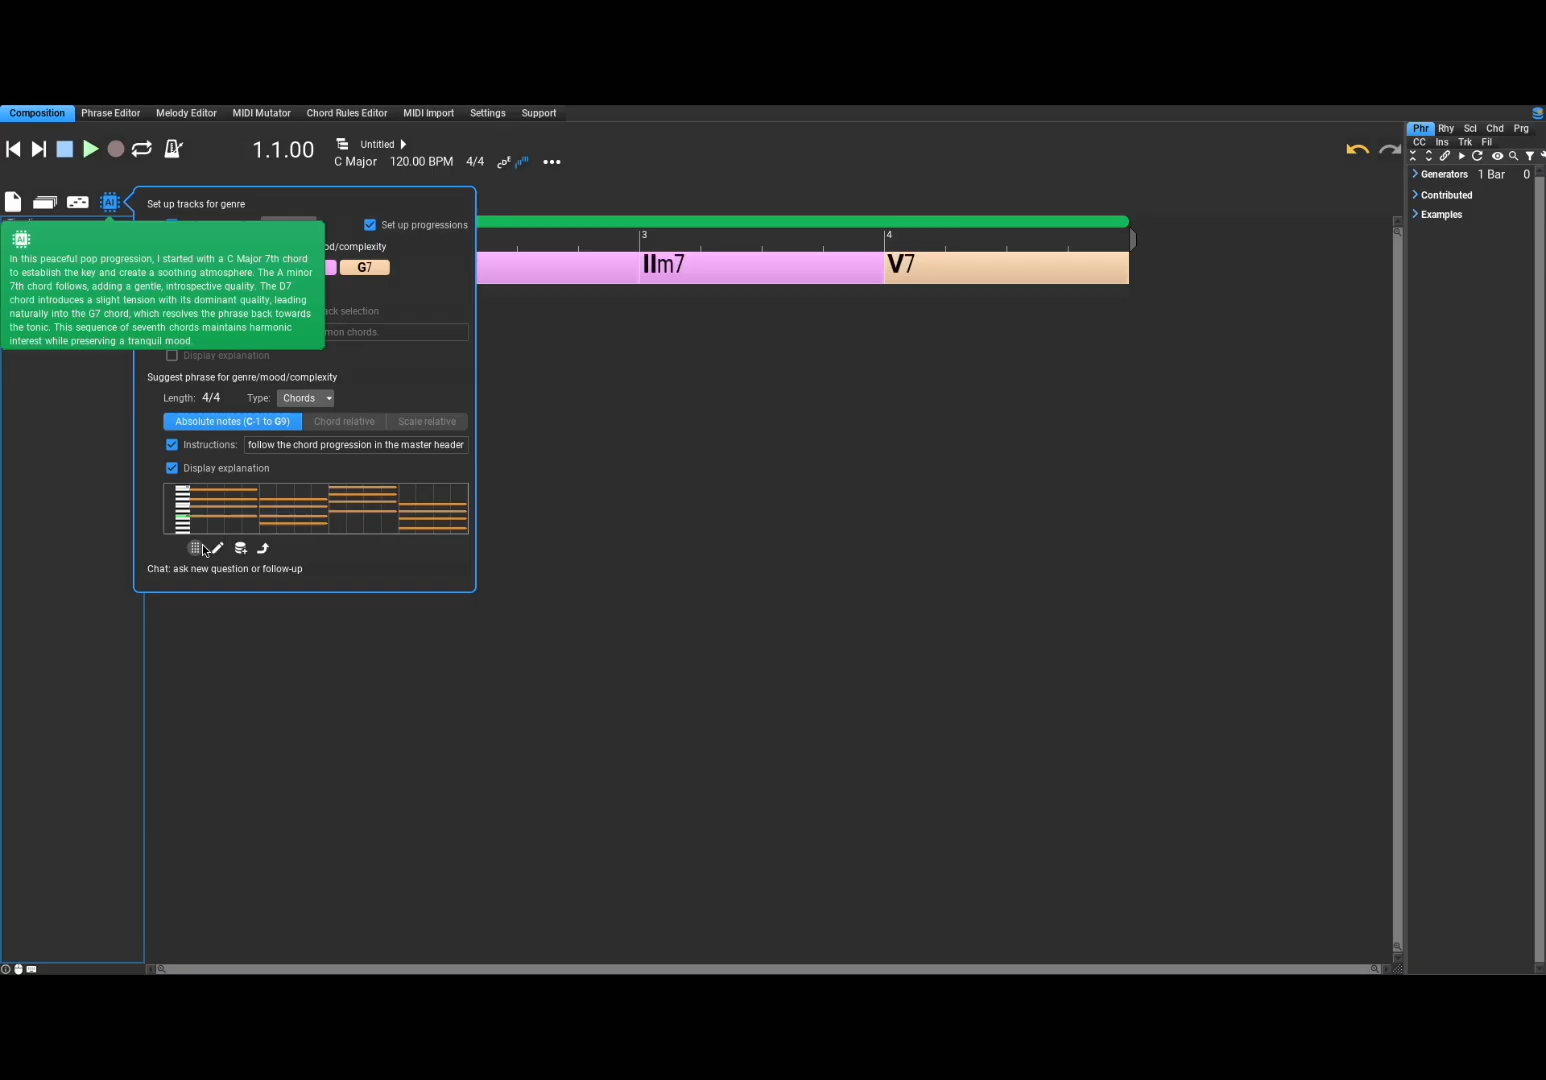 Composition Phrase Editor Melody Editor MIDI Mutator Chord Rules Editor MIDI Import Settings Support
Phr Rhy Scl Chd Prg
CC Ins Trk Fil
1.1.00
Untitled
C Major 120.00 BPM 4/4
Generators 1 Bar 0
Contributed
Examples
AI
Set up tracks for genre
Set up progressions
od/complexity
G7
3
4
IIm7
V7
AI
In this peaceful pop progression, I started with a C Major 7th chord
to establish the key and create a soothing atmosphere. The A minor
7th chord follows, adding a gentle, introspective quality. The D7
chord introduces a slight tension with its dominant quality, leading
naturally into the G7 chord, which resolves the phrase back towards
the tonic. This sequence of seventh chords maintains harmonic
interest while preserving a tranquil mood.
ck selection
mon chords.
Display explanation
Suggest phrase for genre/mood/complexity
Length: 4/4 Type: Chords
Absolute notes (C-1 to G9) Chord relative Scale relative
Instructions: follow the chord progression in the master header
Display explanation
Chat: ask new question or follow-up